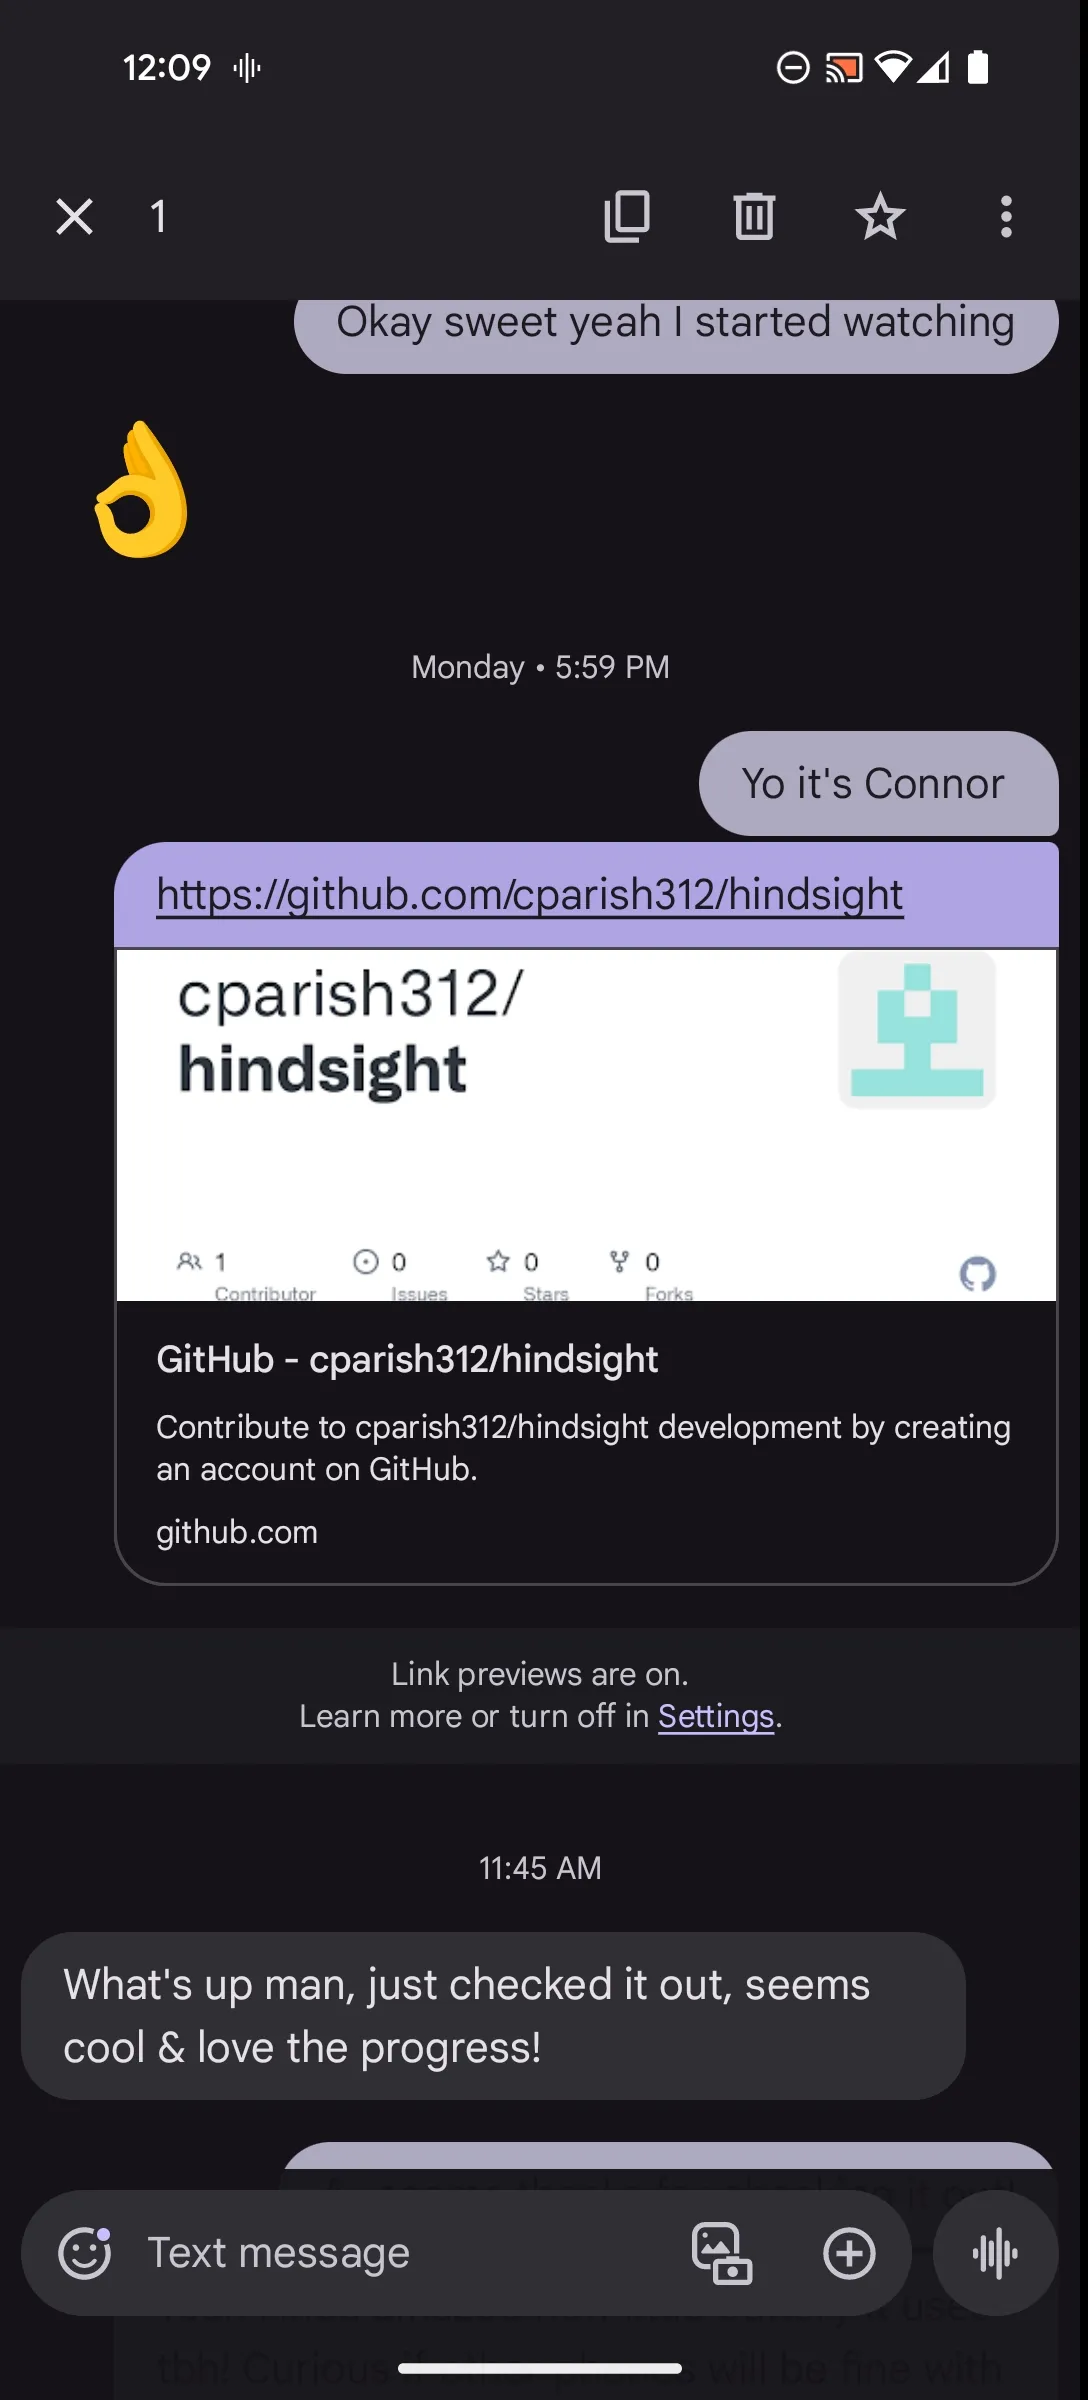 12:09
1
Okay sweet yeah I started watching
Monday • 5:59 PM
Yo it's Connor
https://github.com/cparish312/hindsight
cparish312/
hindsight
1 0 0 0
Contributor Issues Stars Forks
GitHub - cparish312/hindsight
Contribute to cparish312/hindsight development by creating
an account on GitHub.
github.com
Link previews are on.
Learn more or turn off in Settings.
11:45 AM
What's up man, just checked it out, seems
cool & love the progress!
Text message
tbh! Curious will be fine with